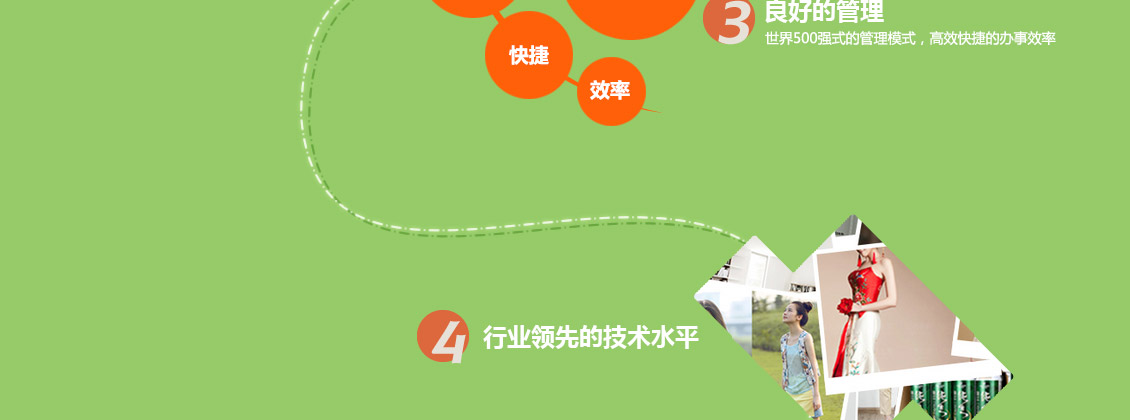 3 良好的管理
世界500强式的管理模式，高效快捷的办事效率
快捷
效率
4 行业领先的技术水平